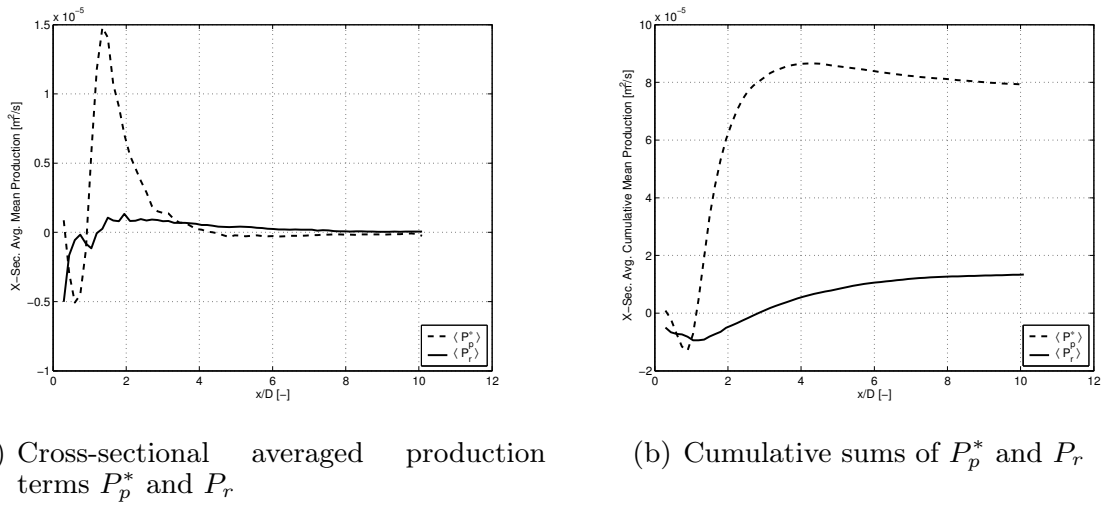 x 10⁻⁵
1.5
1
0.5
0
−0.5
−1
0 2 4 6 8 10 12
x/D [−]
X−Sec. Avg. Mean Production [m²/s]
⟨ P*p ⟩
⟨ Pr ⟩
x 10⁻⁵
10
8
6
4
2
0
−2
0 2 4 6 8 10 12
x/D [−]
X−Sec. Avg. Cumulative Mean Production [m²/s]
⟨ P*p ⟩
⟨ Pr ⟩
) Cross-sectional averaged production
terms P*p and Pr
(b) Cumulative sums of P*p and Pr